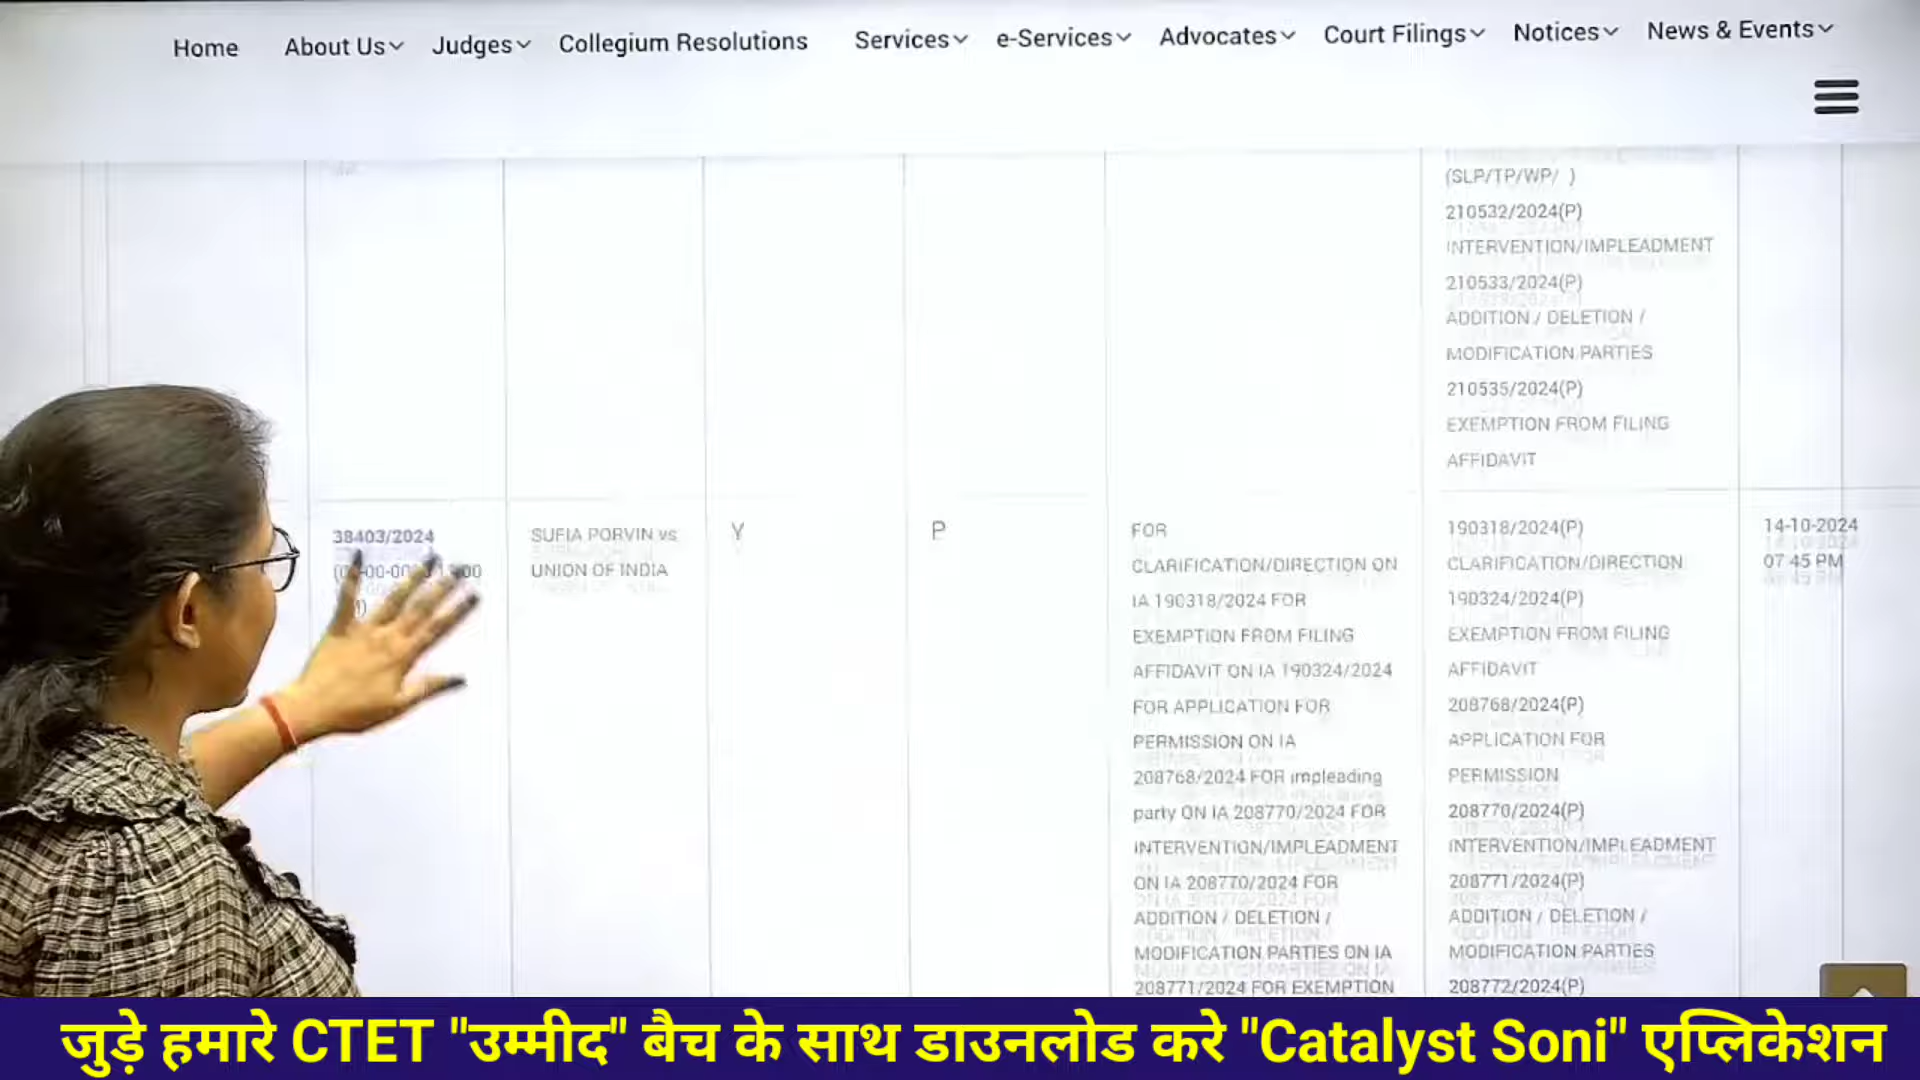 Home About Us Judges Collegium Resolutions Services e-Services Advocates Court Filings Notices News & Events
(SLP/TP/WP/ )
210532/2024(P)
INTERVENTION/IMPLEADMENT
210533/2024(P)
ADDITION / DELETION /
MODIFICATION PARTIES
210535/2024(P)
EXEMPTION FROM FILING
AFFIDAVIT
38403/2024
SUFIA PORVIN vs
UNION OF INDIA
Y
P
FOR
CLARIFICATION/DIRECTION ON
IA 190318/2024 FOR
EXEMPTION FROM FILING
AFFIDAVIT ON IA 190324/2024
FOR APPLICATION FOR
PERMISSION ON IA
208768/2024 FOR impleading
party ON IA 208770/2024 FOR
INTERVENTION/IMPLEADMENT
ON IA 208770/2024 FOR
ADDITION / DELETION /
MODIFICATION PARTIES ON IA
208771/2024 FOR EXEMPTION
190318/2024(P)
CLARIFICATION/DIRECTION
190324/2024(P)
EXEMPTION FROM FILING
AFFIDAVIT
208768/2024(P)
APPLICATION FOR
PERMISSION
208770/2024(P)
INTERVENTION/IMPLEADMENT
208771/2024(P)
ADDITION / DELETION /
MODIFICATION PARTIES
208772/2024(P)
14-10-2024
07 45 PM
जुड़े हमारे CTET "उम्मीद" बैच के साथ डाउनलोड करे "Catalyst Soni" एप्लिकेशन